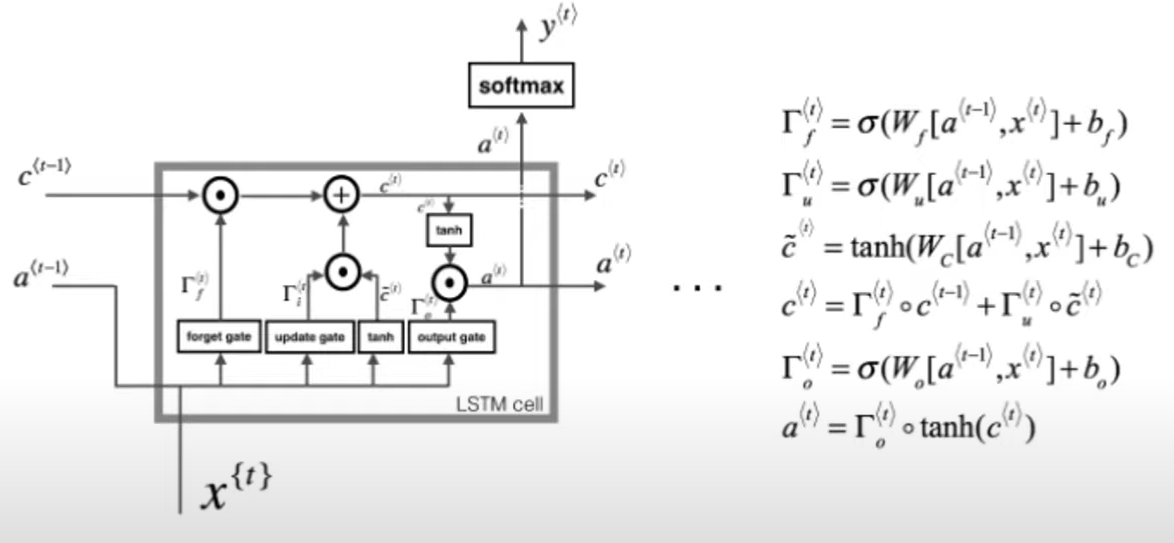 y⟨t⟩
softmax
a⟨t⟩
c⟨t−1⟩
c⟨t⟩
c⟨t⟩
c⟨t⟩
tanh
a⟨t−1⟩
a⟨t⟩
a⟨t⟩
Γf⟨t⟩
Γi⟨t⟩
c̃⟨t⟩
Γo⟨t⟩
forget gate
update gate
tanh
output gate
LSTM cell
x{t}
...
Γf⟨t⟩ = σ(Wf[a⟨t−1⟩,x⟨t⟩]+bf)
Γu⟨t⟩ = σ(Wu[a⟨t−1⟩,x⟨t⟩]+bu)
c̃⟨t⟩ = tanh(WC[a⟨t−1⟩,x⟨t⟩]+bC)
c⟨t⟩ = Γf⟨t⟩∘c⟨t−1⟩+Γu⟨t⟩∘c̃⟨t⟩
Γo⟨t⟩ = σ(Wo[a⟨t−1⟩,x⟨t⟩]+bo)
a⟨t⟩ = Γo⟨t⟩∘tanh(c⟨t⟩)